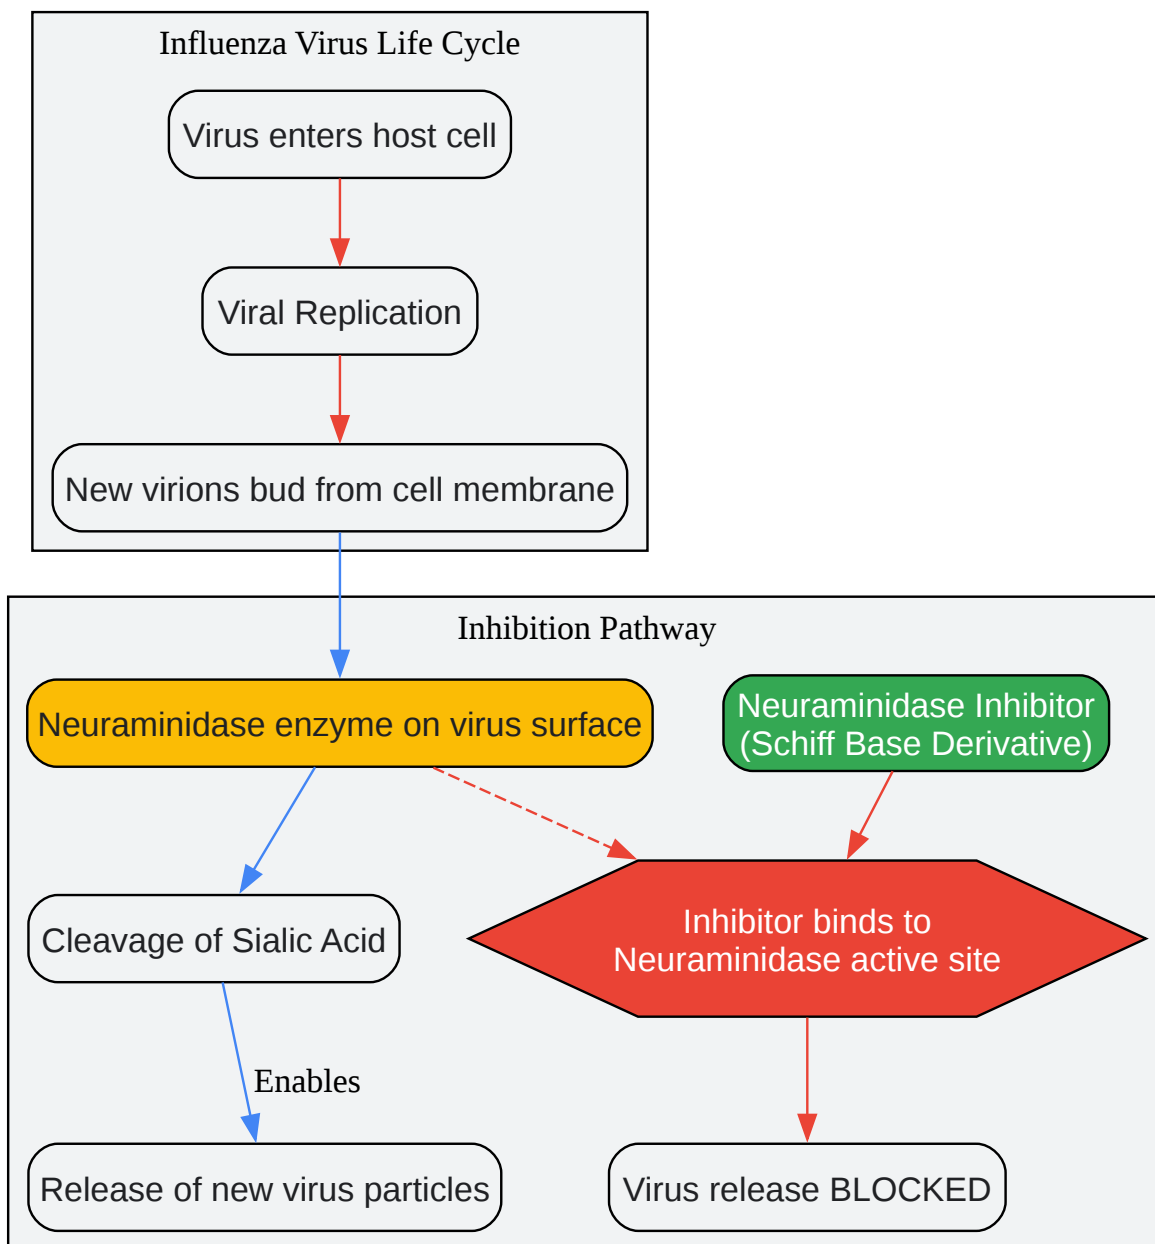 Influenza Virus Life Cycle
Virus enters host cell
Viral Replication
New virions bud from cell membrane
Inhibition Pathway
Neuraminidase enzyme on virus surface
Neuraminidase Inhibitor
(Schiff Base Derivative)
Cleavage of Sialic Acid
Inhibitor binds to
Neuraminidase active site
Enables
Release of new virus particles
Virus release BLOCKED